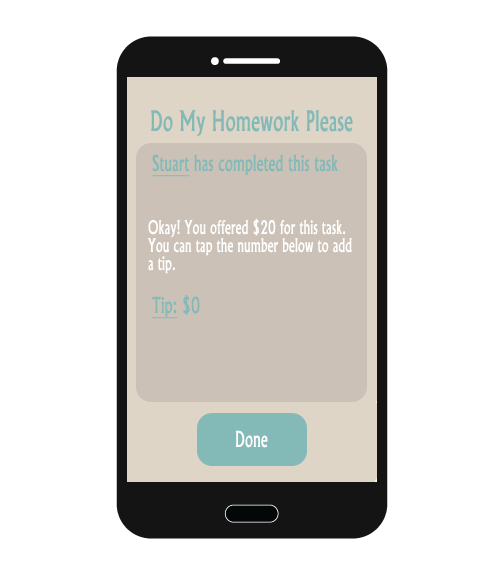 Do My Homework Please
Stuart has completed this task
Okay! You offered $20 for this task.
You can tap the number below to add
a tip.
Tip: $0
Done